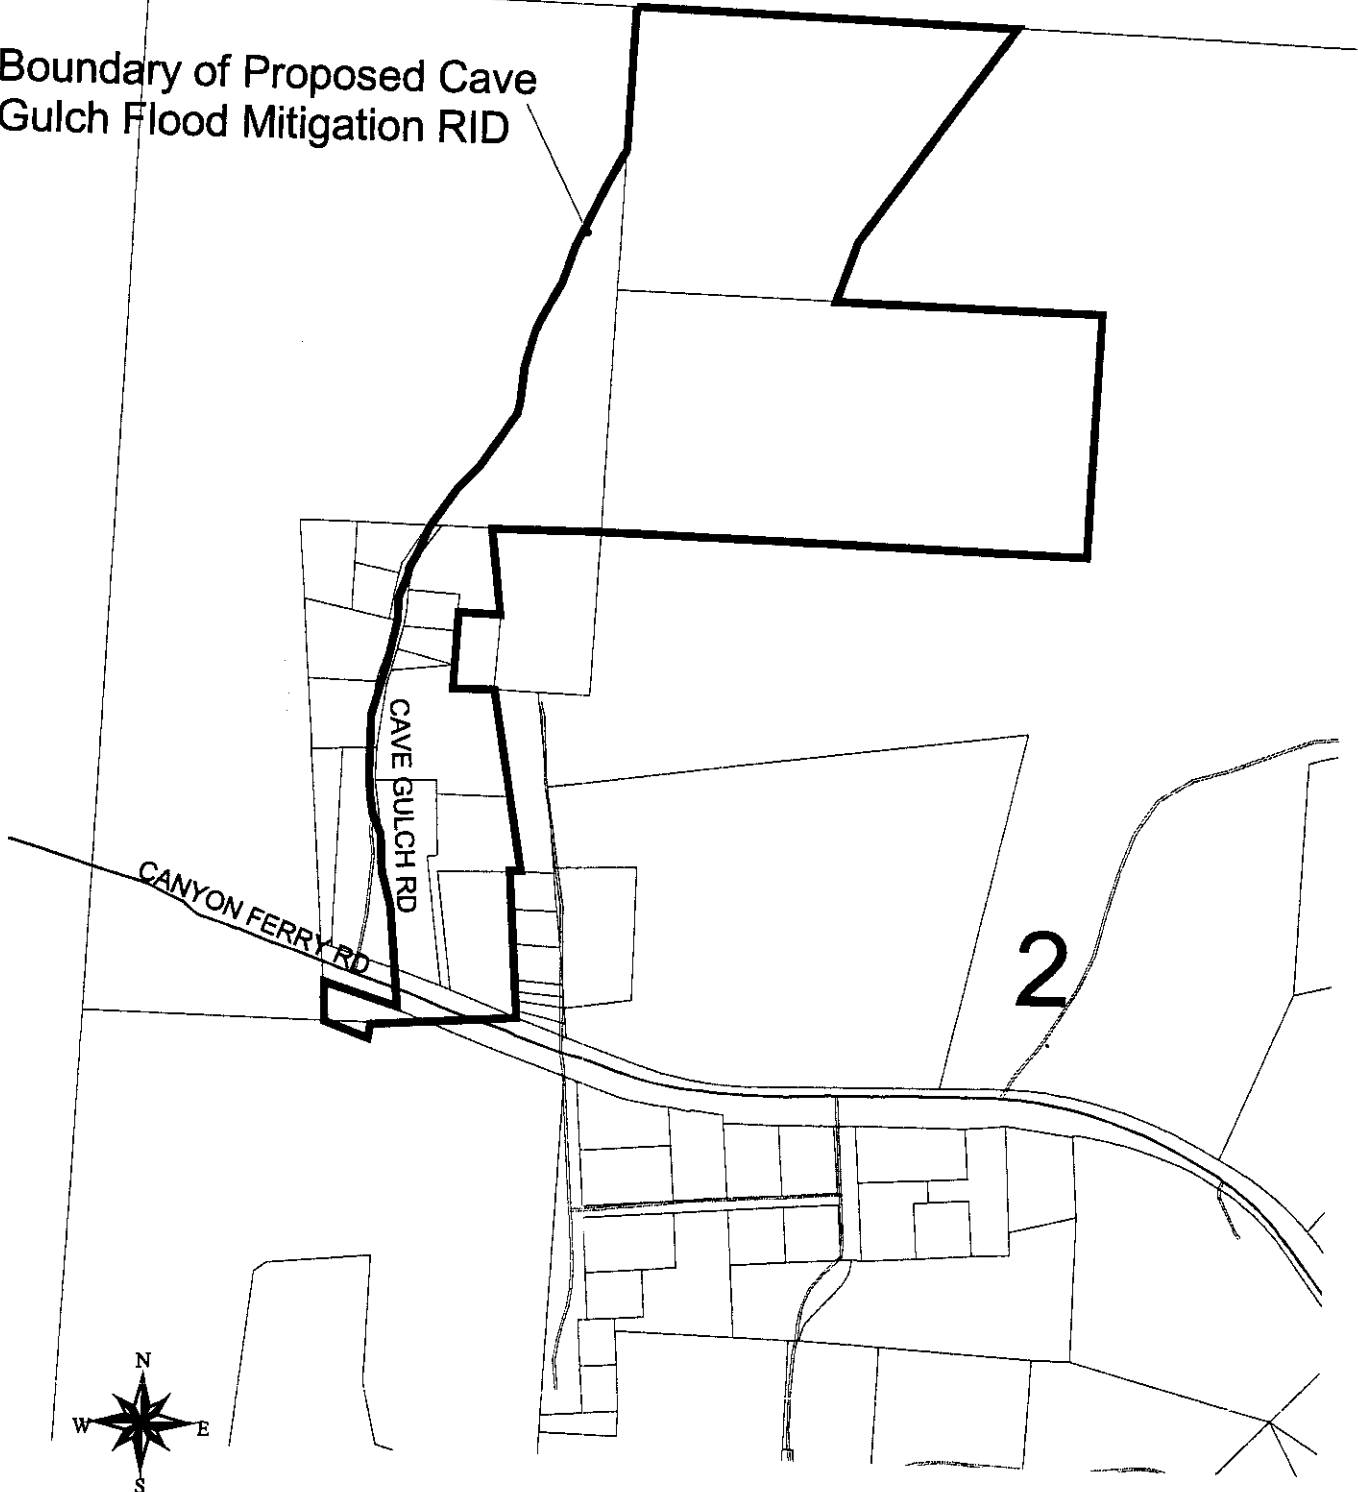 Boundary of Proposed Cave
Gulch Flood Mitigation RID
CAVE GULCH RD
CANYON FERRY RD
2
N
W E
S